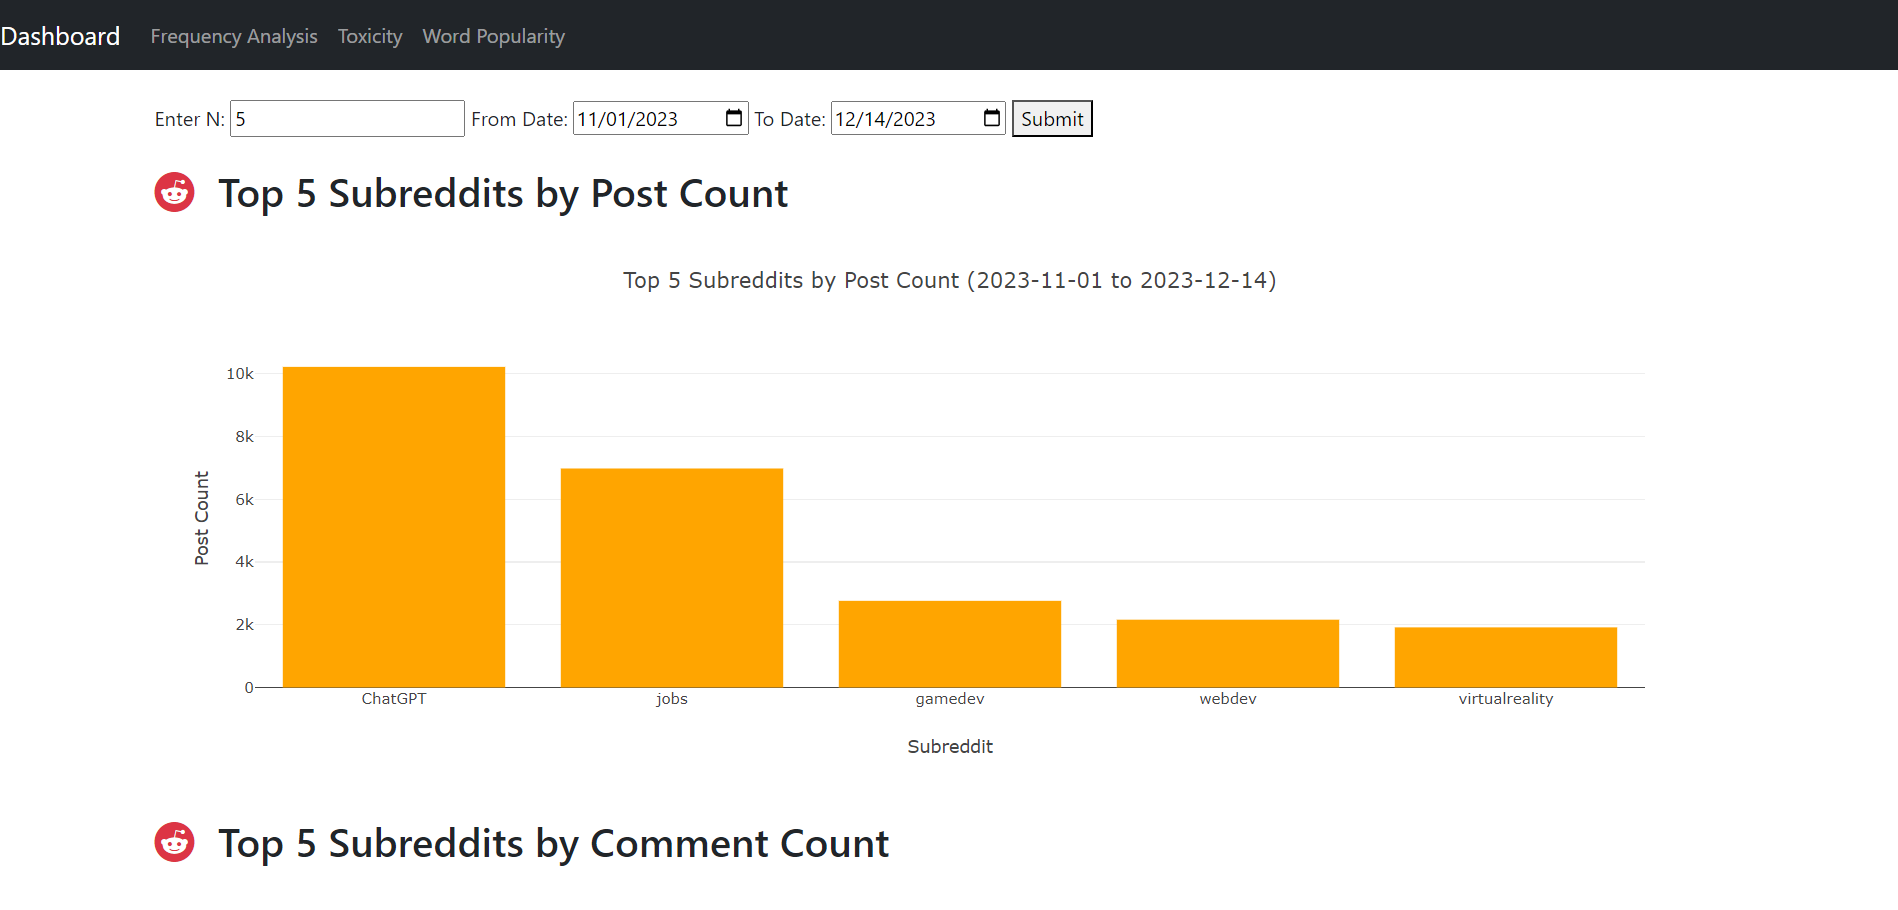 Dashboard Frequency Analysis Toxicity Word Popularity
Enter N: 5 From Date: 11/01/2023 To Date: 12/14/2023 Submit
Top 5 Subreddits by Post Count
Top 5 Subreddits by Post Count (2023-11-01 to 2023-12-14)
10k
8k
6k
4k
2k
0
Post Count
ChatGPT jobs gamedev webdev virtualreality
Subreddit
Top 5 Subreddits by Comment Count